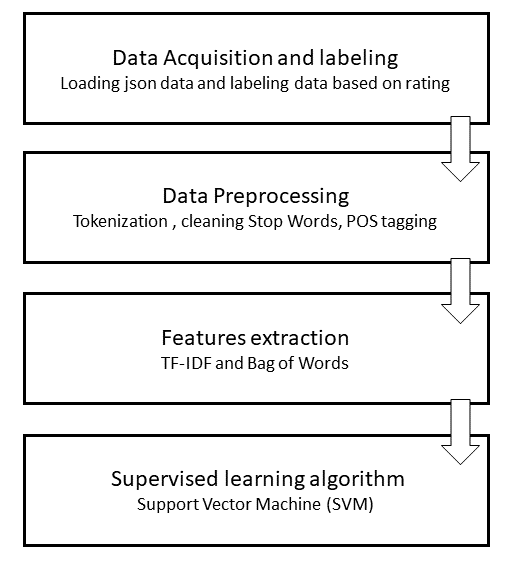 Data Acquisition and labeling
Loading json data and labeling data based on rating
Data Preprocessing
Tokenization , cleaning Stop Words, POS tagging
Features extraction
TF-IDF and Bag of Words
Supervised learning algorithm
Support Vector Machine (SVM)